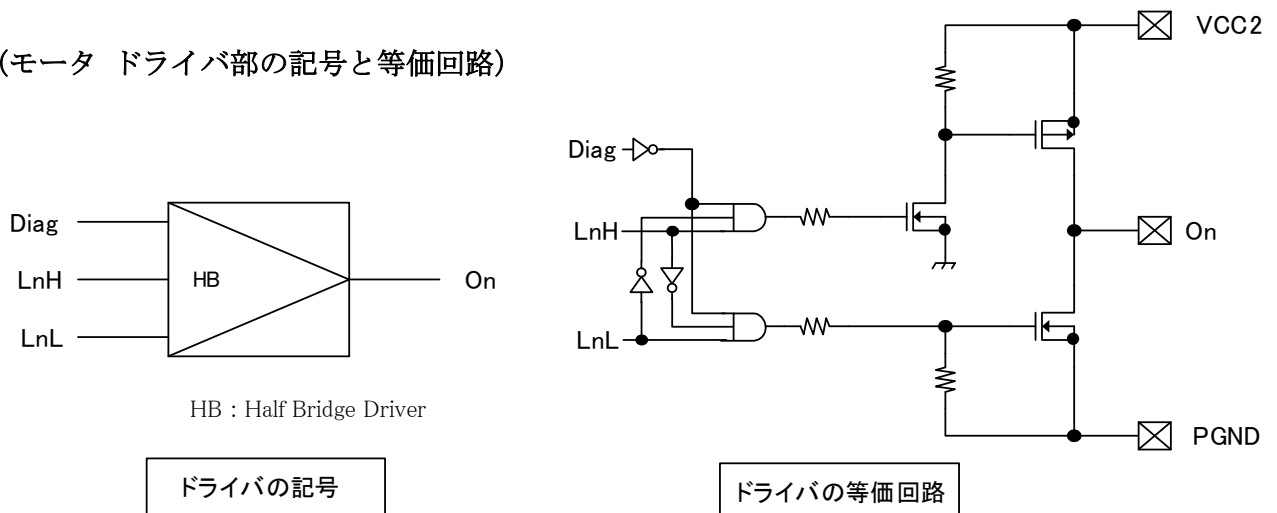 (モータ ドライバ部の記号と等価回路)
Diag
LnH
LnL
HB
On
HB : Half Bridge Driver
ドライバの記号
Diag
LnH
LnL
VCC2
On
PGND
ドライバの等価回路